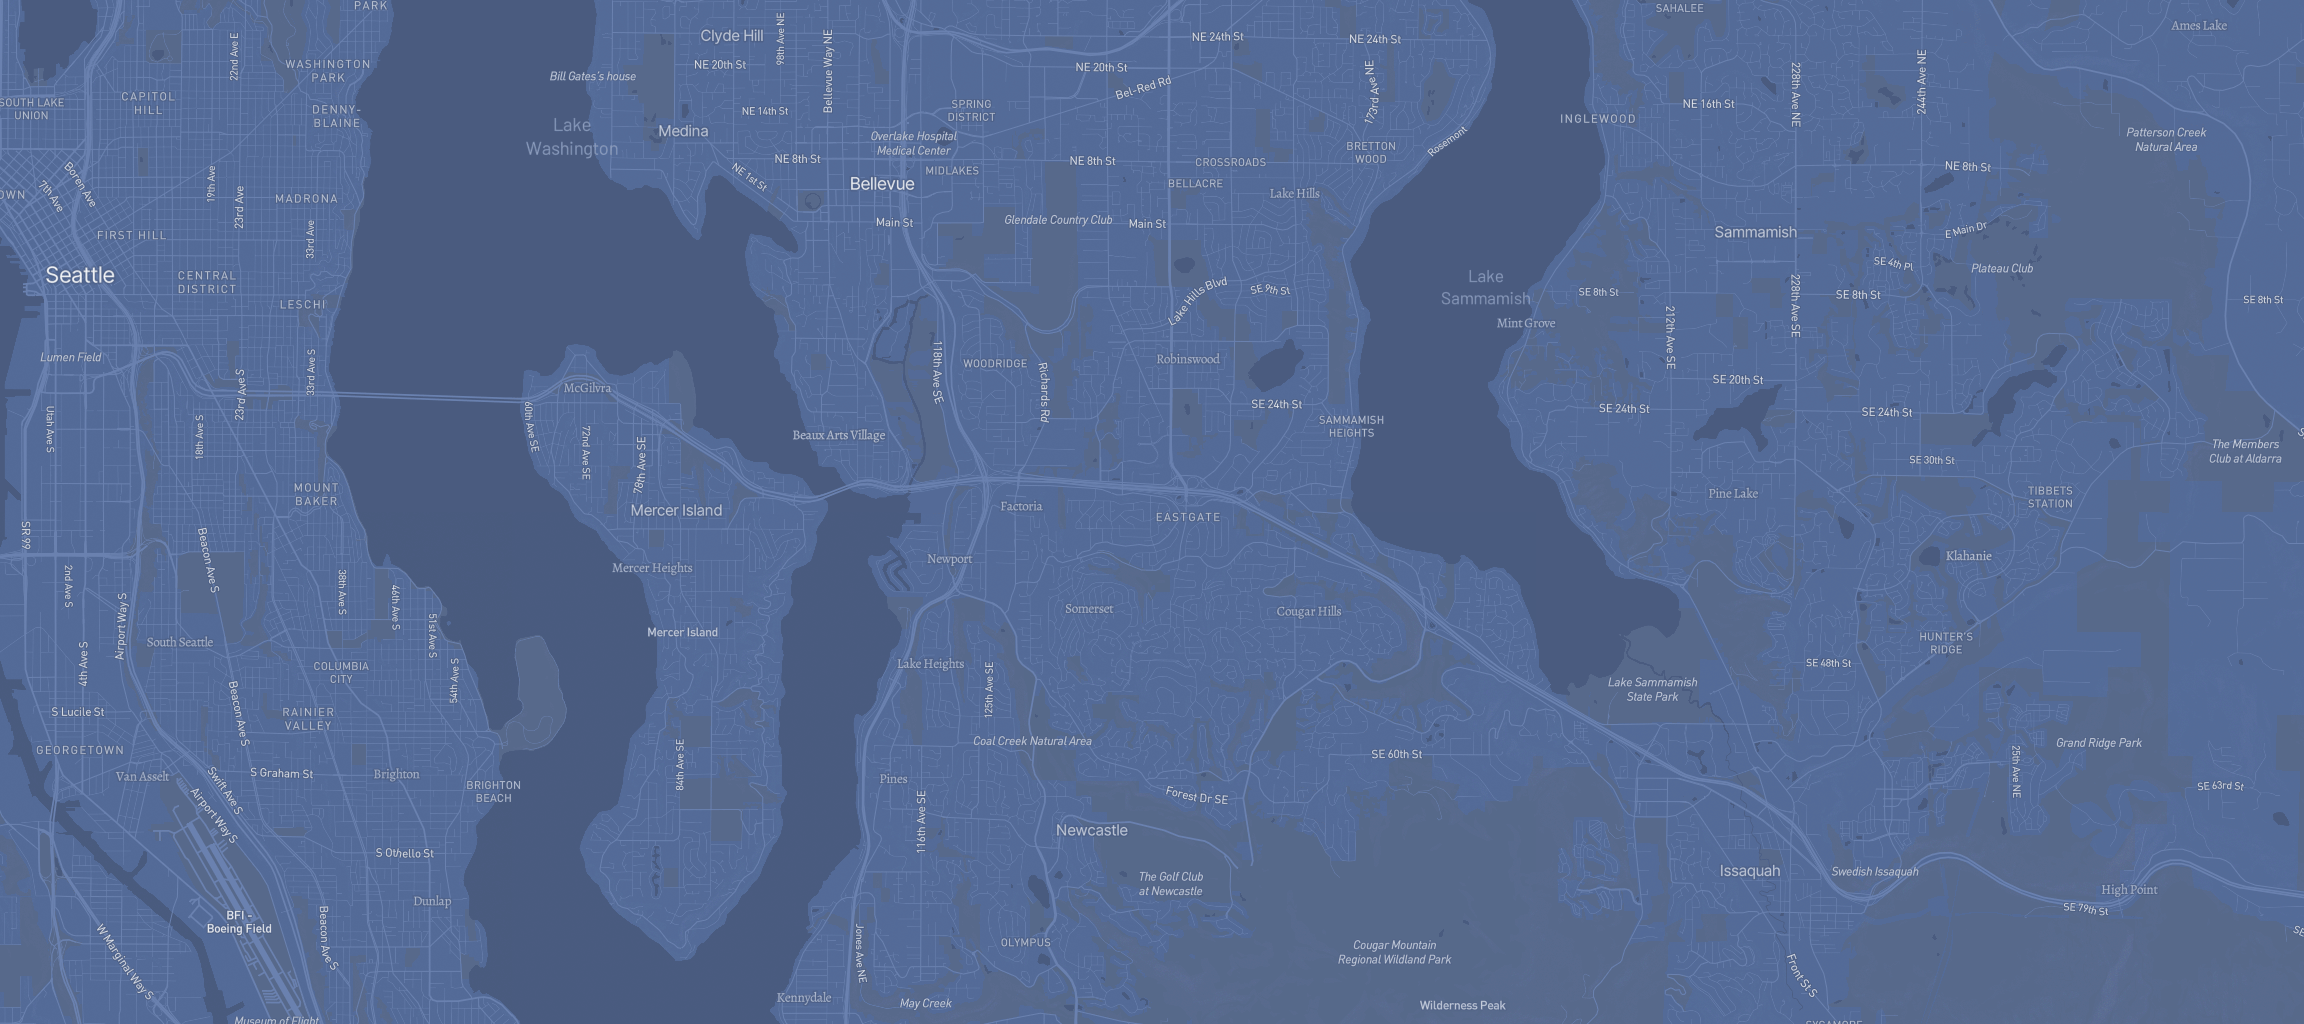 PARK
22nd Ave E
WASHINGTON
PARK
CAPITOL
HILL
SOUTH LAKE
UNION
DENNY-
BLAINE
Boren Ave
7th Ave
OWN
19th Ave
23rd Ave
MADRONA
33rd Ave
FIRST HILL
Seattle
CENTRAL
DISTRICT
LESCHI
Lumen Field
33rd Ave S
23rd Ave S
Utah Ave S
18th Ave S
MOUNT
BAKER
SR 99
Beacon Ave S
2nd Ave S
38th Ave S
46th Ave S
51st Ave S
Airport Way S
4th Ave S
South Seattle
COLUMBIA
CITY
54th Ave S
Beacon Ave S
S Lucile St
RAINIER
VALLEY
GEORGETOWN
Van Asselt
S Graham St
Brighton
BRIGHTON
BEACH
Swift Ave S
Airport Way S
S Othello St
Dunlap
BFI -
Boeing Field
Beacon Ave S
W Marginal Way S
Museum of Flight
Bill Gates's house
Lake
Washington
Clyde Hill
98th Ave NE
Bellevue Way NE
NE 20th St
NE 14th St
Medina
NE 8th St
NE 1st St
Overlake Hospital
Medical Center
SPRING
DISTRICT
MIDLAKES
Bellevue
Main St
NE 24th St
NE 20th St
Bel-Red Rd
NE 24th St
173rd Ave NE
NE 8th St
CROSSROADS
BELLACRE
BRETTON
WOOD
Rosemont
Lake Hills
Glendale Country Club
Main St
Lake Hills Blvd
SE 9th St
118th Ave SE
WOODRIDGE
Richards Rd
Robinswood
SE 24th St
SAMMAMISH
HEIGHTS
McGilvra
60th Ave SE
72nd Ave SE
78th Ave SE
Beaux Arts Village
Mercer Island
Factoria
EASTGATE
Mercer Heights
Newport
Somerset
Cougar Hills
Mercer Island
Lake Heights
125th Ave SE
84th Ave SE
Coal Creek Natural Area
SE 60th St
Pines
116th Ave SE
Forest Dr SE
Newcastle
The Golf Club
at Newcastle
OLYMPUS
Jones Ave NE
Kennydale
May Creek
Cougar Mountain
Regional Wildland Park
Wilderness Peak
SAHALEE
Ames Lake
228th Ave NE
244th Ave NE
NE 16th St
INGLEWOOD
Patterson Creek
Natural Area
NE 8th St
Sammamish
E Main Dr
SE 4th Pl
Plateau Club
Lake
Sammamish
Mint Grove
SE 8th St
212th Ave SE
228th Ave SE
SE 8th St
SE 8th St
SE 20th St
SE 24th St
SE 24th St
The Members
Club at Aldarra
SE 30th St
Pine Lake
TIBBETS
STATION
Klahanie
HUNTER'S
RIDGE
SE 48th St
Lake Sammamish
State Park
Grand Ridge Park
25th Ave NE
SE 63rd St
Issaquah
Swedish Issaquah
High Point
SE 79th St
SE
Front St S
SYCAMORE